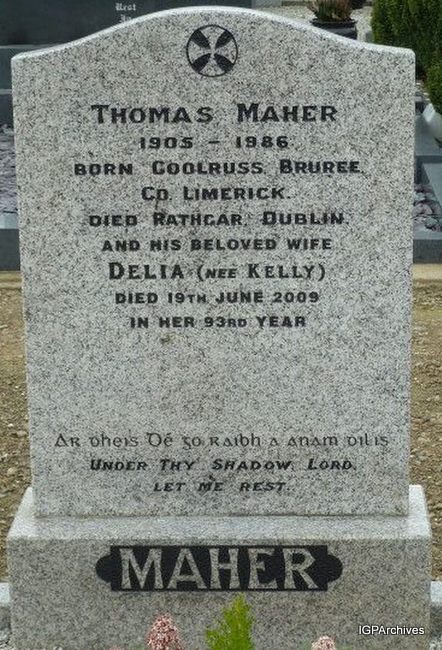 Rest
THOMAS MAHER
1905 – 1986
BORN COOLRUSS, BRUREE,
CO. LIMERICK.
DIED RATHGAR, DUBLIN
AND HIS BELOVED WIFE
DELIA (NEE KELLY)
DIED 19TH JUNE 2009
IN HER 93RD YEAR
Ar dheis Dé go raibh a anam dilis
UNDER THY SHADOW, LORD,
LET ME REST.
MAHER
IGPArchives